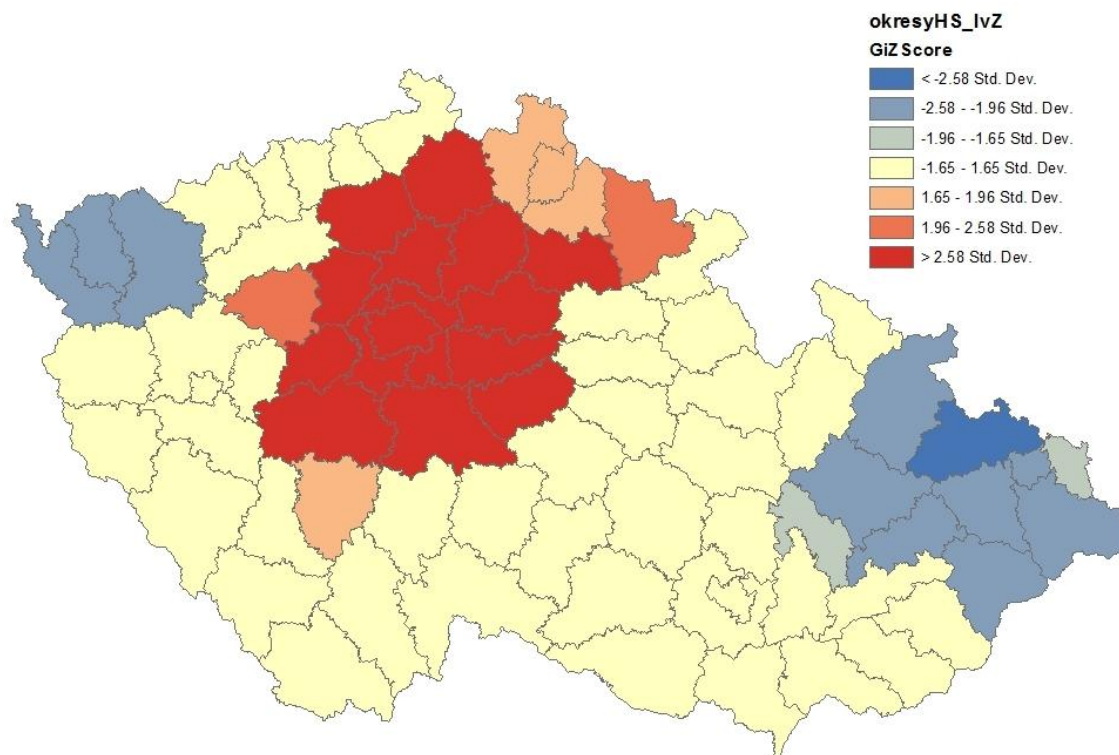 okresyHS_IvZ
GiZScore
< -2.58 Std. Dev.
-2.58 - -1.96 Std. Dev.
-1.96 - -1.65 Std. Dev.
-1.65 - 1.65 Std. Dev.
1.65 - 1.96 Std. Dev.
1.96 - 2.58 Std. Dev.
> 2.58 Std. Dev.